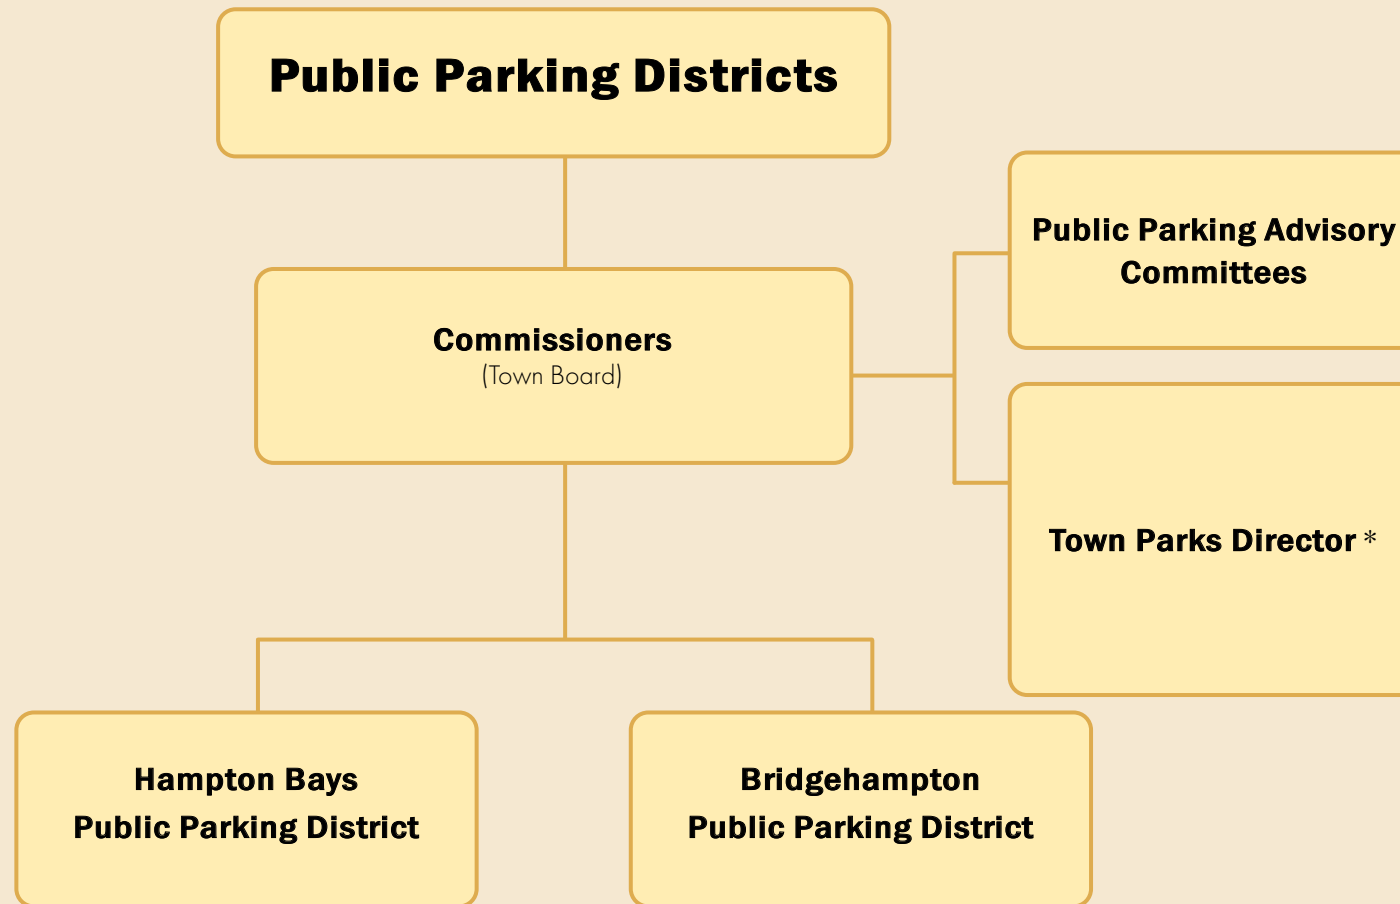 Public Parking Districts
Public Parking Advisory
Committees
Commissioners
(Town Board)
Town Parks Director *
Hampton Bays
Public Parking District
Bridgehampton
Public Parking District